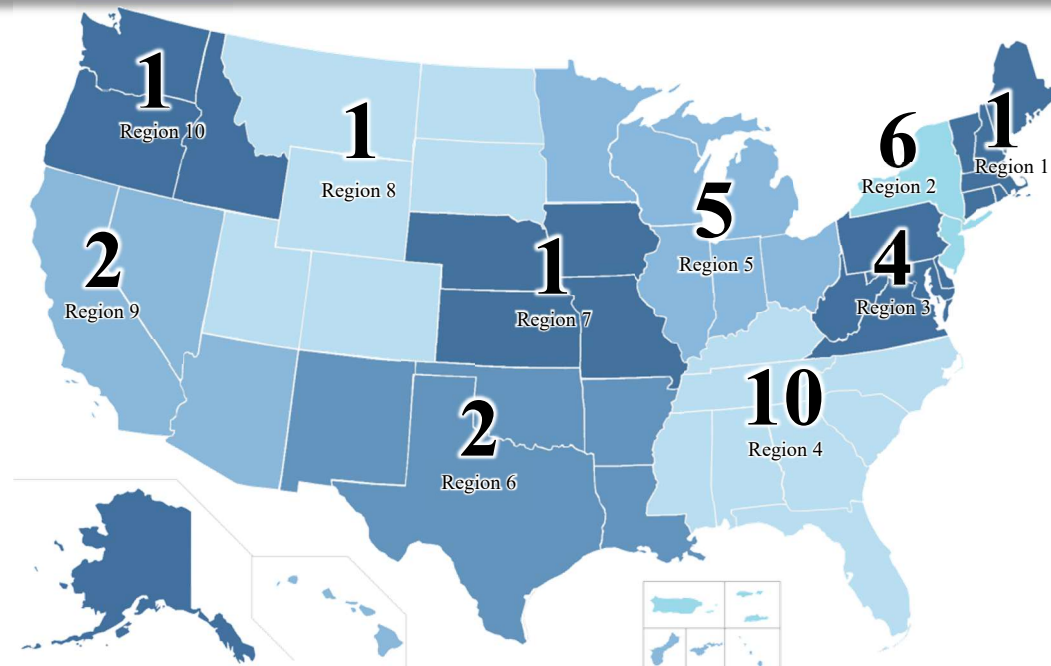 1
Region 10
1
Region 8
6
Region 2
1
Region 1
5
Region 5
2
Region 9
1
Region 7
4
Region 3
2
Region 6
10
Region 4